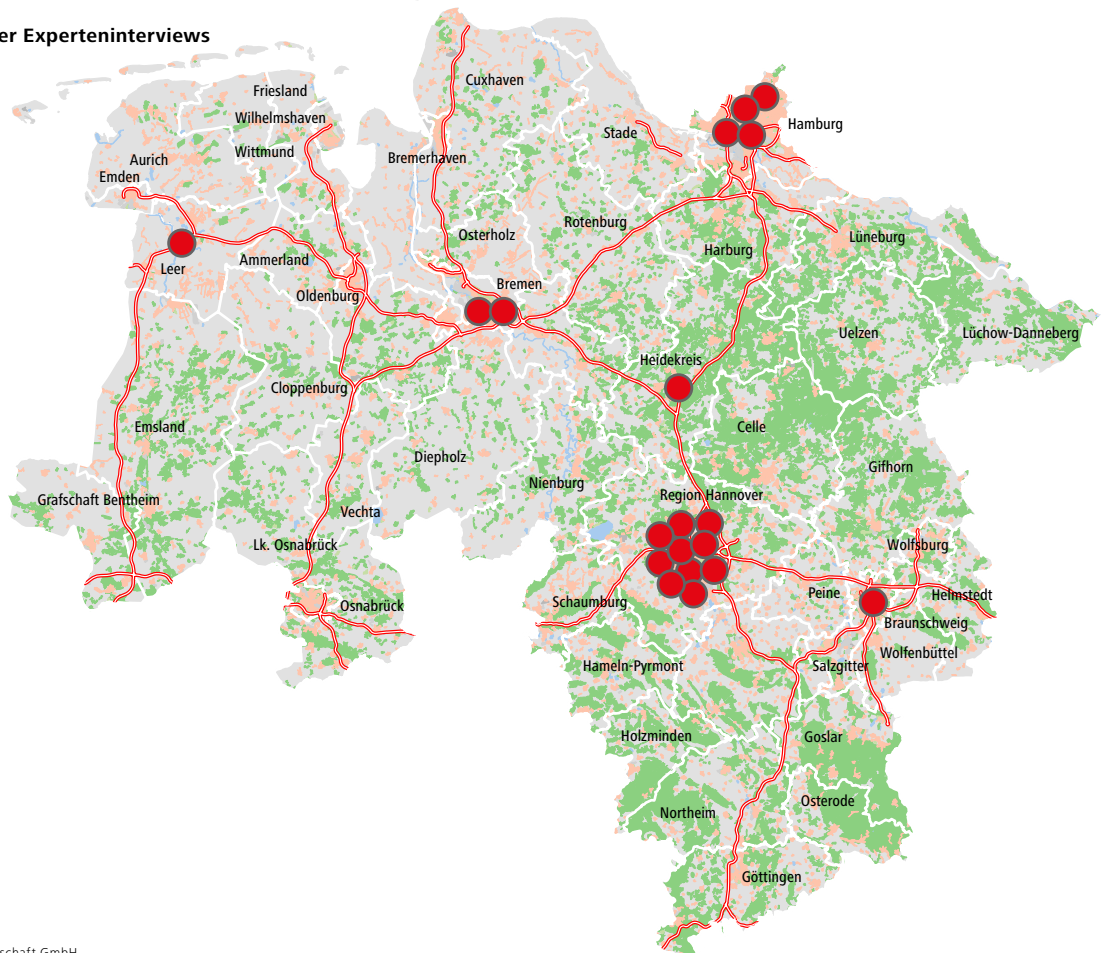 er Experteninterviews
Cuxhaven
Friesland
Wilhelmshaven
Hamburg
Stade
Wittmund
Bremerhaven
Aurich
Emden
Rotenburg
Osterholz
Lüneburg
Harburg
Ammerland
Leer
Bremen
Oldenburg
Uelzen
Lüchow-Danneberg
Heidekreis
Cloppenburg
Emsland
Celle
Diepholz
Gifhorn
Nienburg
Region Hannover
Grafschaft Bentheim
Vechta
Lk. Osnabrück
Wolfsburg
Peine
Helmstedt
Schaumburg
Osnabrück
Braunschweig
Wolfenbüttel
Hameln-Pyrmont
Salzgitter
Holzminden
Goslar
Osterode
Northeim
Göttingen
schaft GmbH